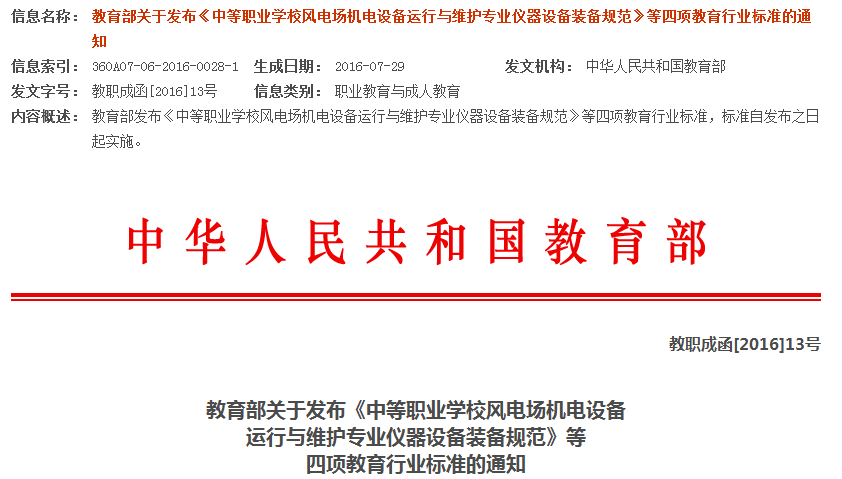 信息名称： 教育部关于发布《中等职业学校风电场机电设备运行与维护专业仪器设备装备规范》等四项教育行业标准的通
知
信息索引： 360A07-06-2016-0028-1 生成日期： 2016-07-29 发文机构： 中华人民共和国教育部
发文字号： 教职成函[2016]13号 信息类别： 职业教育与成人教育
内容概述： 教育部发布《中等职业学校风电场机电设备运行与维护专业仪器设备装备规范》等四项教育行业标准，标准自发布之日
起实施。
中华人民共和国教育部
教职成函[2016]13号
教育部关于发布《中等职业学校风电场机电设备
运行与维护专业仪器设备装备规范》等
四项教育行业标准的通知